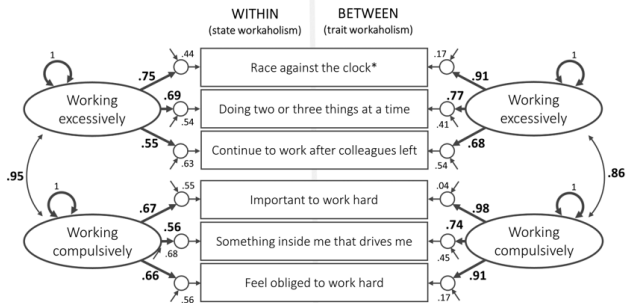 WITHIN
(state workaholism)
BETWEEN
(trait workaholism)
1
.44
.17
1
Race against the clock*
.75
.91
Working
excessively
.69
.54
Doing two or three things at a time
.77
.41
Working
excessively
.55
.63
Continue to work after colleagues left
.68
.54
.95
.86
1
.55
.04
1
Important to work hard
.67
.98
Working
compulsively
.56
.68
Something inside me that drives me
.74
.45
Working
compulsively
.66
.56
Feel obliged to work hard
.91
.17